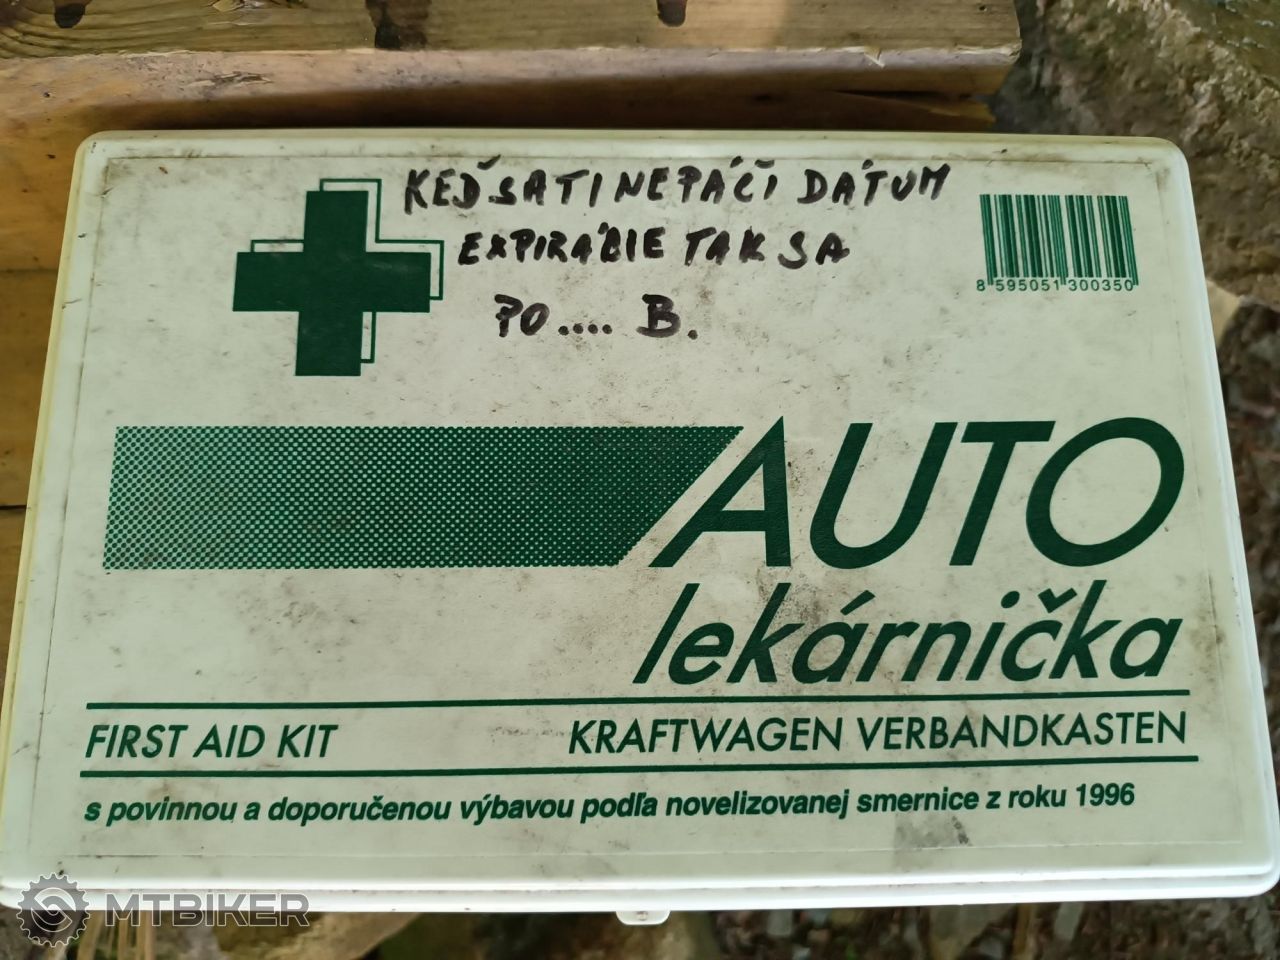 KEĎ SA TI NEPÁČI DÁTUM
EXPIRÁCIE TAK SA
PO.... B.
8 595051 300350
AUTO
lekárnička
FIRST AID KIT
KRAFTWAGEN VERBANDKASTEN
s povinnou a doporučenou výbavou podľa novelizovanej smernice z roku 1996
MTBIKER